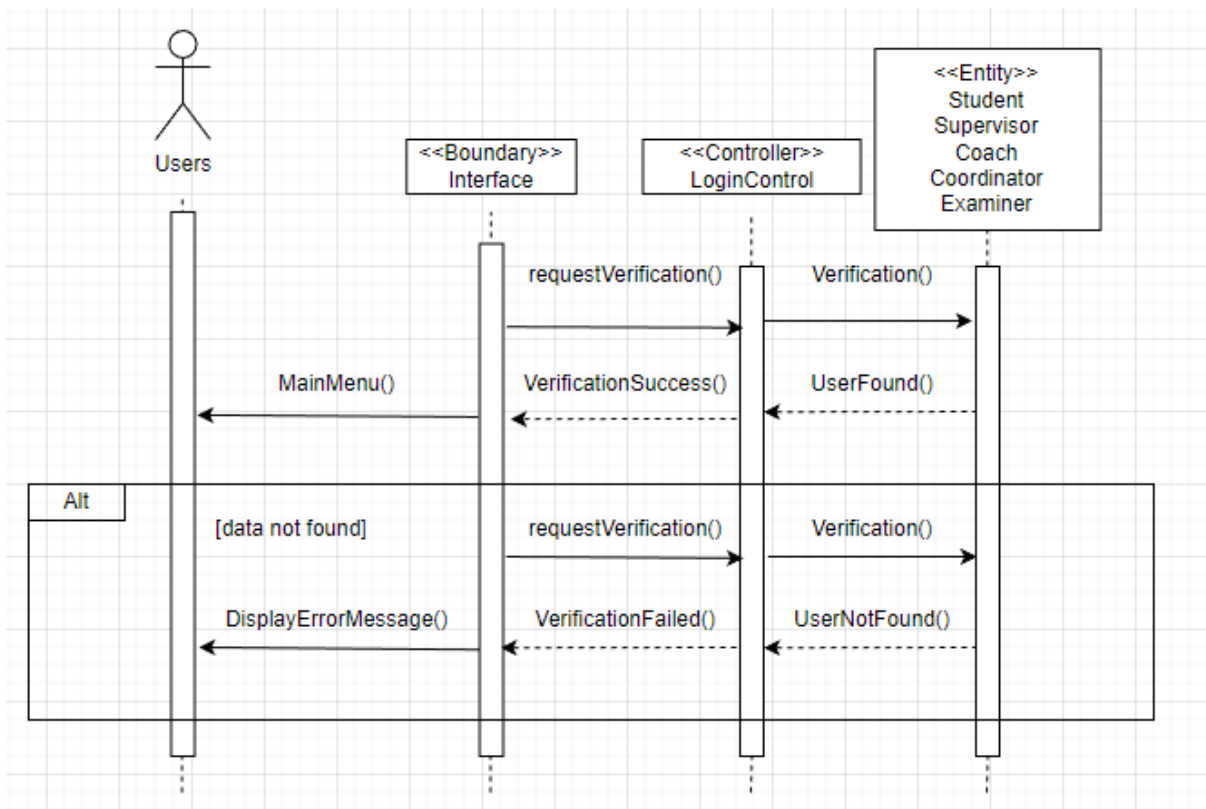 Users
<<Boundary>>
Interface
<<Controller>>
LoginControl
<<Entity>>
Student
Supervisor
Coach
Coordinator
Examiner
requestVerification()
Verification()
MainMenu()
VerificationSuccess()
UserFound()
Alt
[data not found]
requestVerification()
Verification()
DisplayErrorMessage()
VerificationFailed()
UserNotFound()